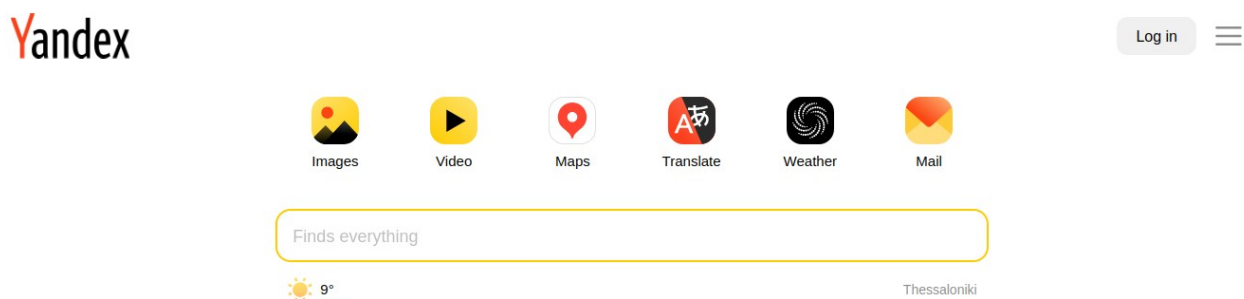 Yandex
Log in
Images Video Maps Translate Weather Mail
Finds everything
9° Thessaloniki